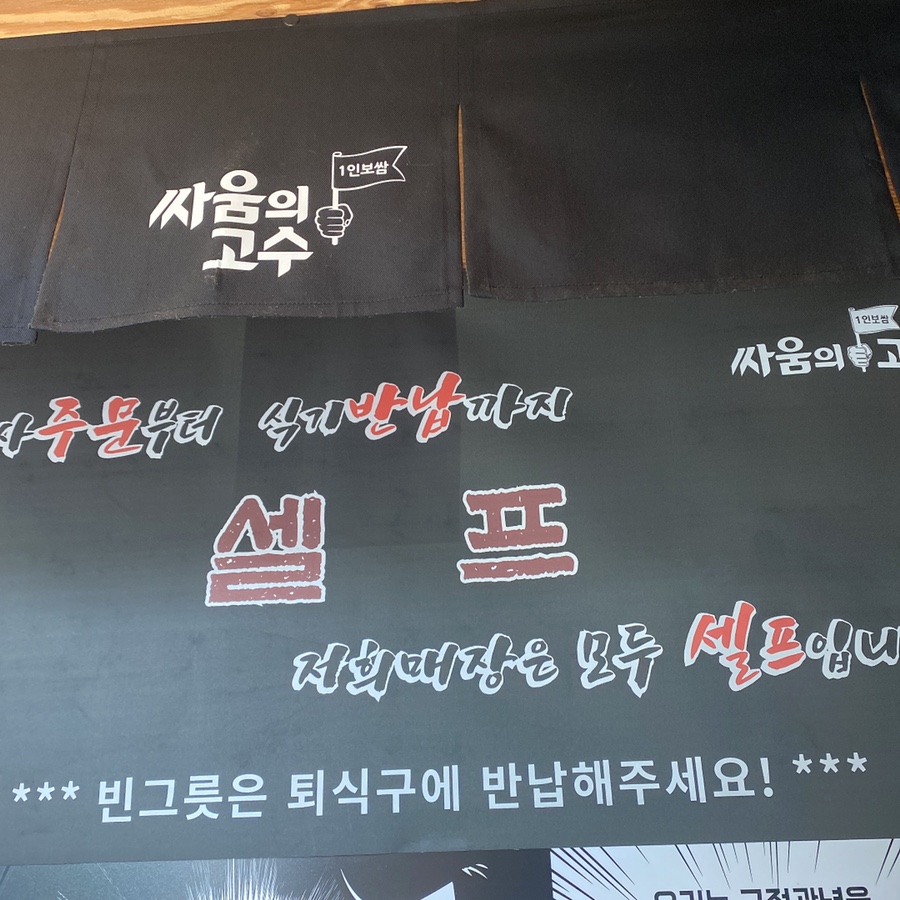 1인보쌈
싸움의
고수
1인보쌈
싸움의
주문부터 식기반납까지
셀 프
저희매장은 모두 셀프입니
*** 빈그릇은 퇴식구에 반납해주세요! ***